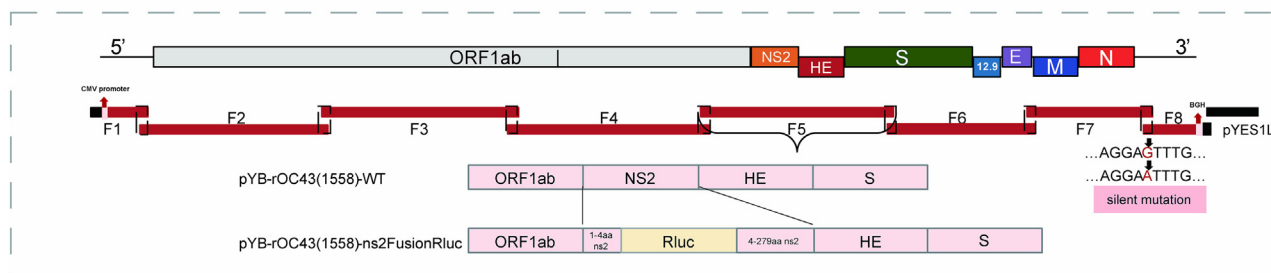 5’ 3’
ORF1ab NS2 HE S 12.9 E M N
CMV promoter BGH
F1 F2 F3 F4 F5 F6 F7 F8 pYES1L
...AGGAGTTTG...
...AGGAATTTG...
silent mutation
pYB-rOC43(1558)-WT ORF1ab NS2 HE S
pYB-rOC43(1558)-ns2FusionRluc ORF1ab 1-4aa ns2 Rluc 4-279aa ns2 HE S